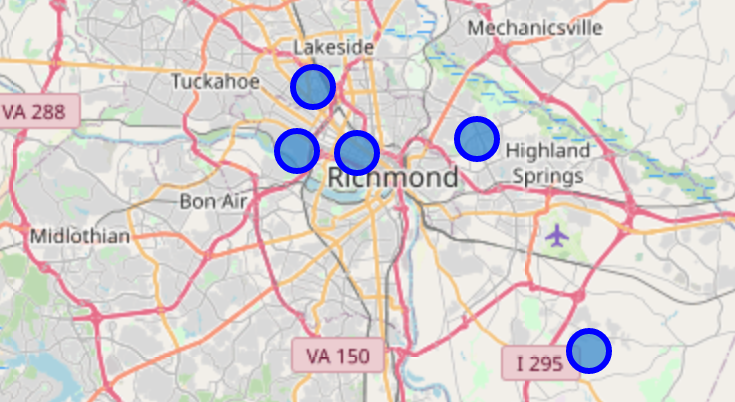 Mechanicsville
Lakeside
Tuckahoe
VA 288
Highland
Springs
Richmond
Bon Air
Midlothian
VA 150
I 295